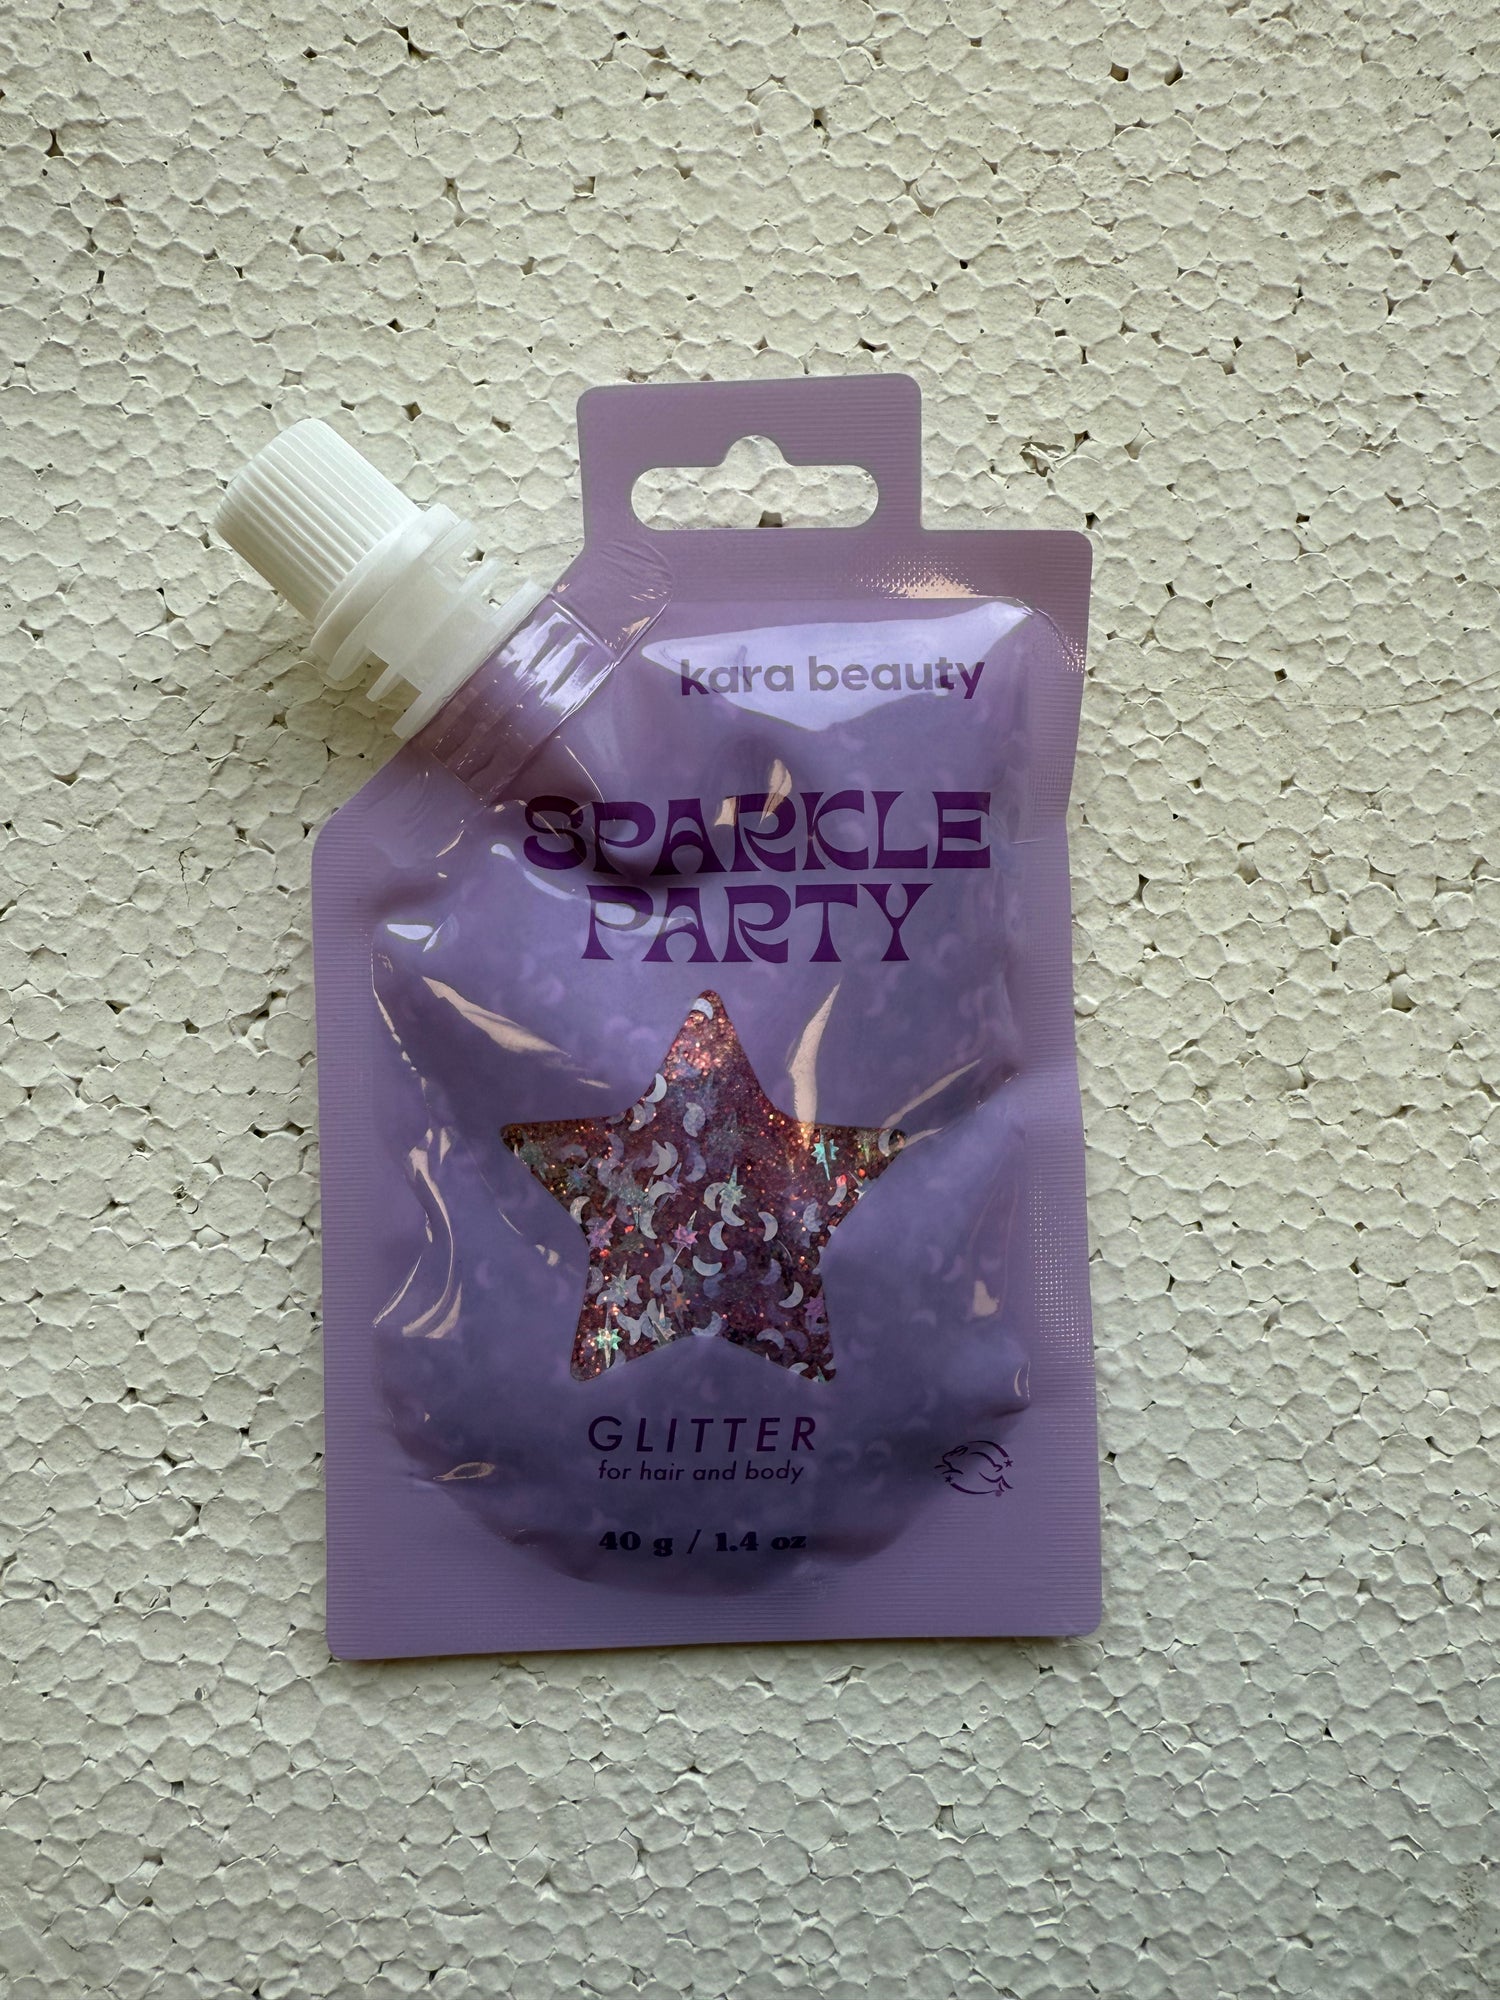 kara beauty
SPARKLE
PARTY
GLITTER
for hair and body
40 g / 1.4 oz